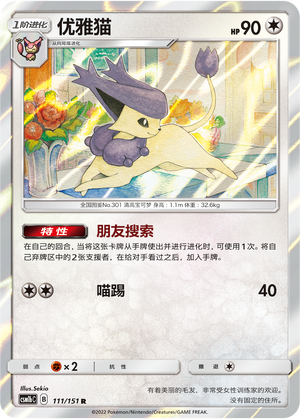 1阶进化 优雅猫 HP90
从向尾喵进化
全国图鉴No.301 清高宝可梦 身高：1.1m 体重：32.6kg
特性 朋友搜索
在自己的回合，当将这张卡牌从手牌使出并进行进化时，可使用1次。将自
己弃牌区中的2张支援者，在给对手看过之后，加入手牌。
喵踢 40
弱点 ×2 抗性 撤退
Illus.Sekio
csm1bC B 111/151 R
有着美丽的毛发，非常受女性训练家的欢迎。
没有固定的住所。
©2022 Pokémon/Nintendo/Creatures/GAME FREAK.